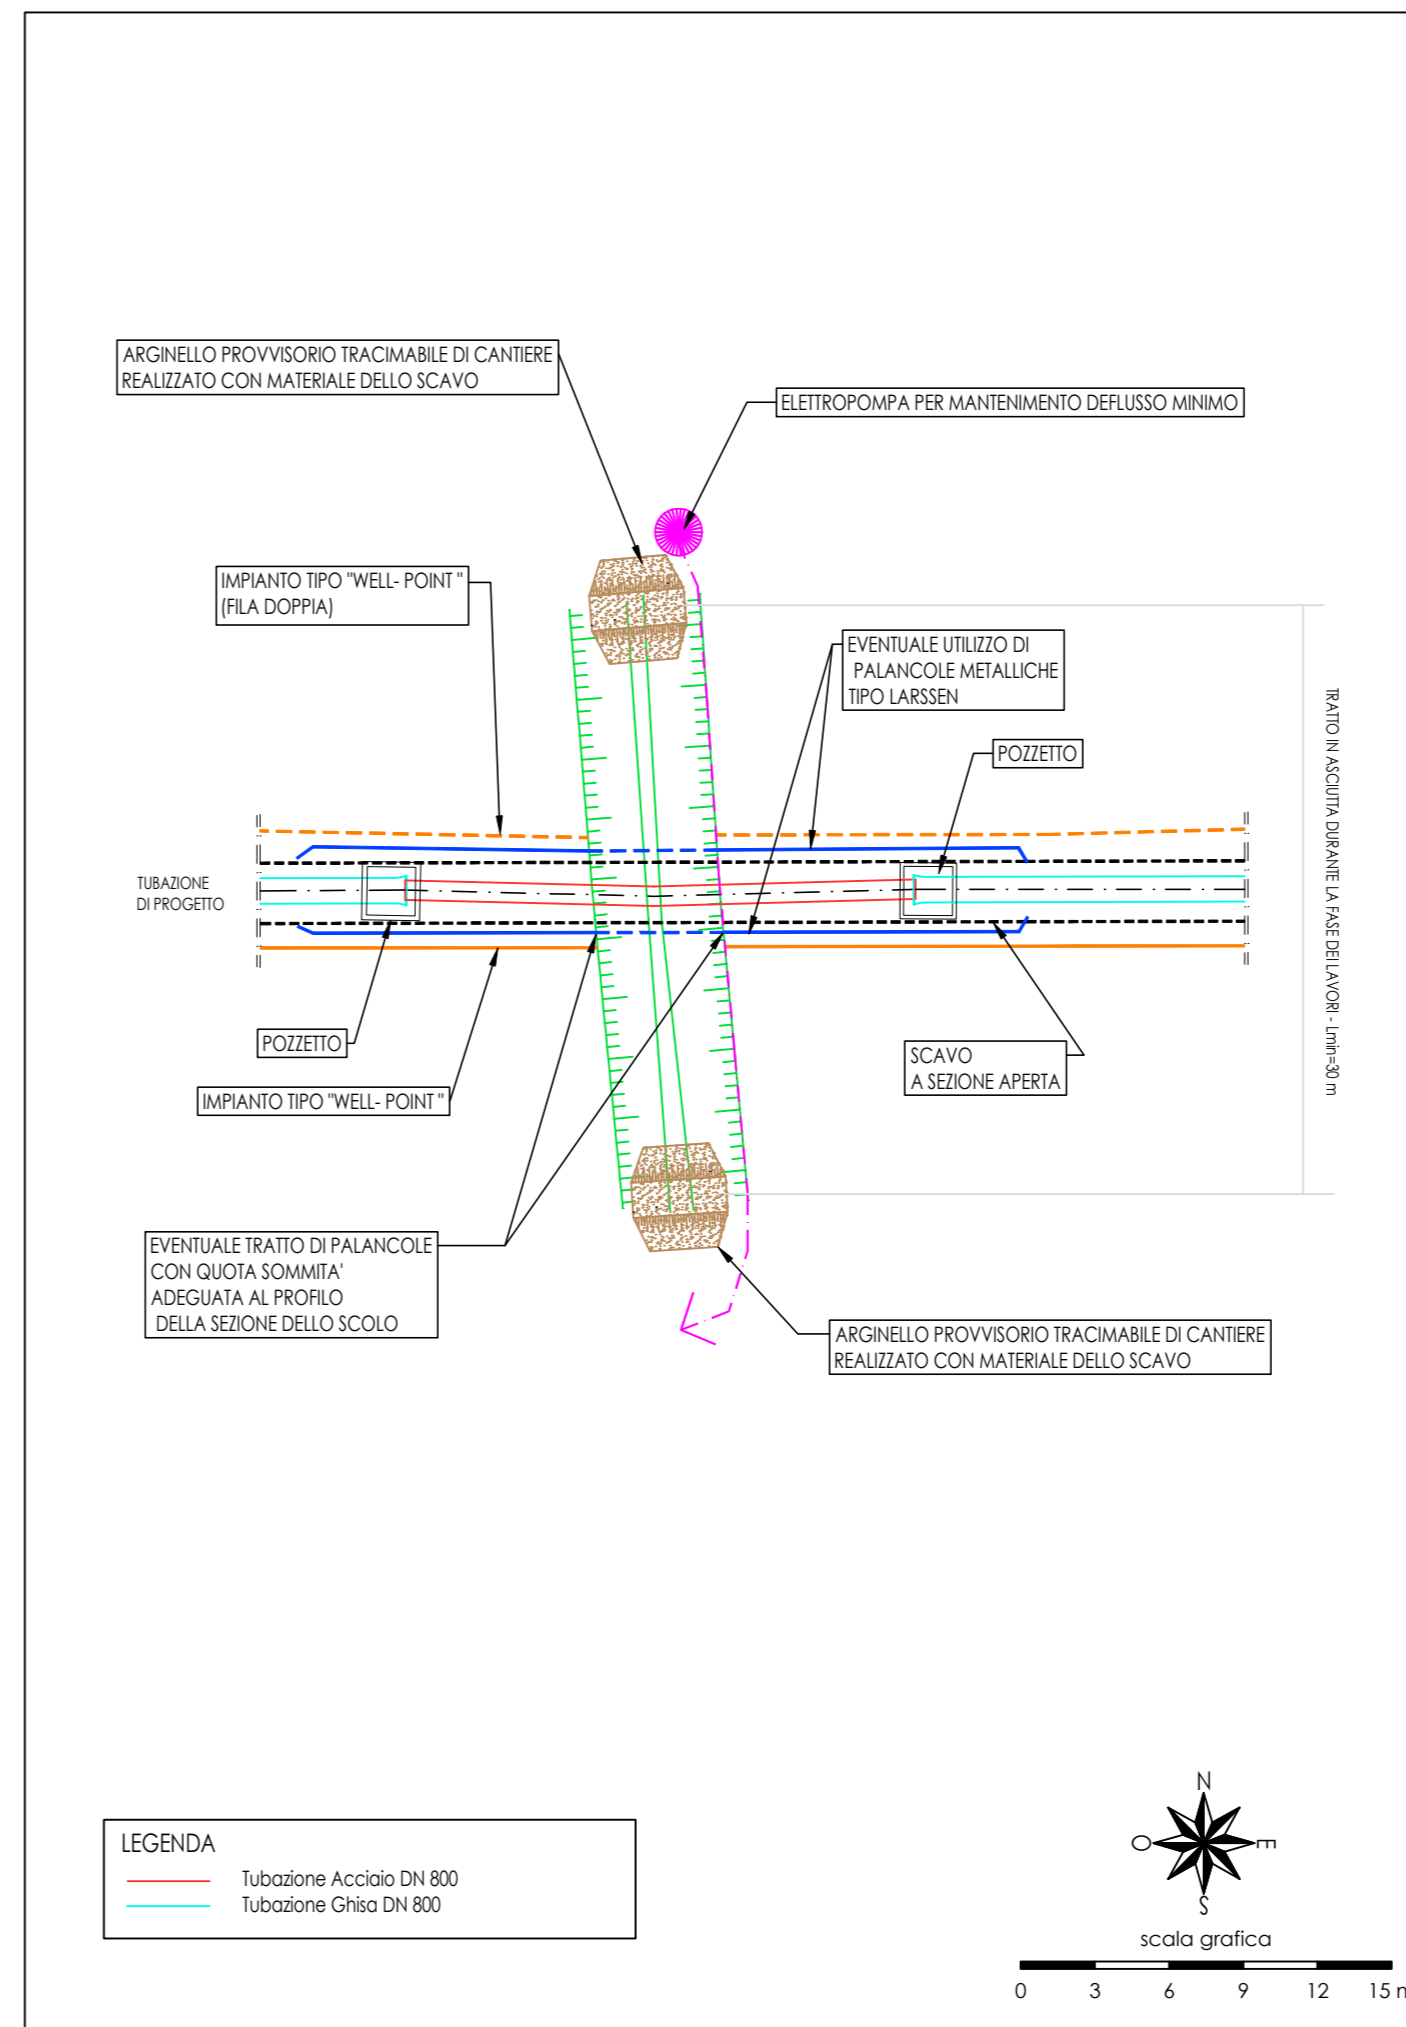 ARGINELLO PROVVISORIO TRACIMABILE DI CANTIERE
REALIZZATO CON MATERIALE DELLO SCAVO
ELETTROPOMPA PER MANTENIMENTO DEFLUSSO MINIMO
IMPIANTO TIPO "WELL- POINT "
(FILA DOPPIA)
EVENTUALE UTILIZZO DI
PALANCOLE METALLICHE
TIPO LARSSEN
POZZETTO
TRATTO IN ASCIUTTA DURANTE LA FASE DEI LAVORI - Lmin=30 m
TUBAZIONE
DI PROGETTO
POZZETTO
IMPIANTO TIPO "WELL- POINT "
SCAVO
A SEZIONE APERTA
EVENTUALE TRATTO DI PALANCOLE
CON QUOTA SOMMITA'
ADEGUATA AL PROFILO
DELLA SEZIONE DELLO SCOLO
ARGINELLO PROVVISORIO TRACIMABILE DI CANTIERE
REALIZZATO CON MATERIALE DELLO SCAVO
LEGENDA
Tubazione Acciaio DN 800
Tubazione Ghisa DN 800
N
O E
S
scala grafica
0 3 6 9 12 15